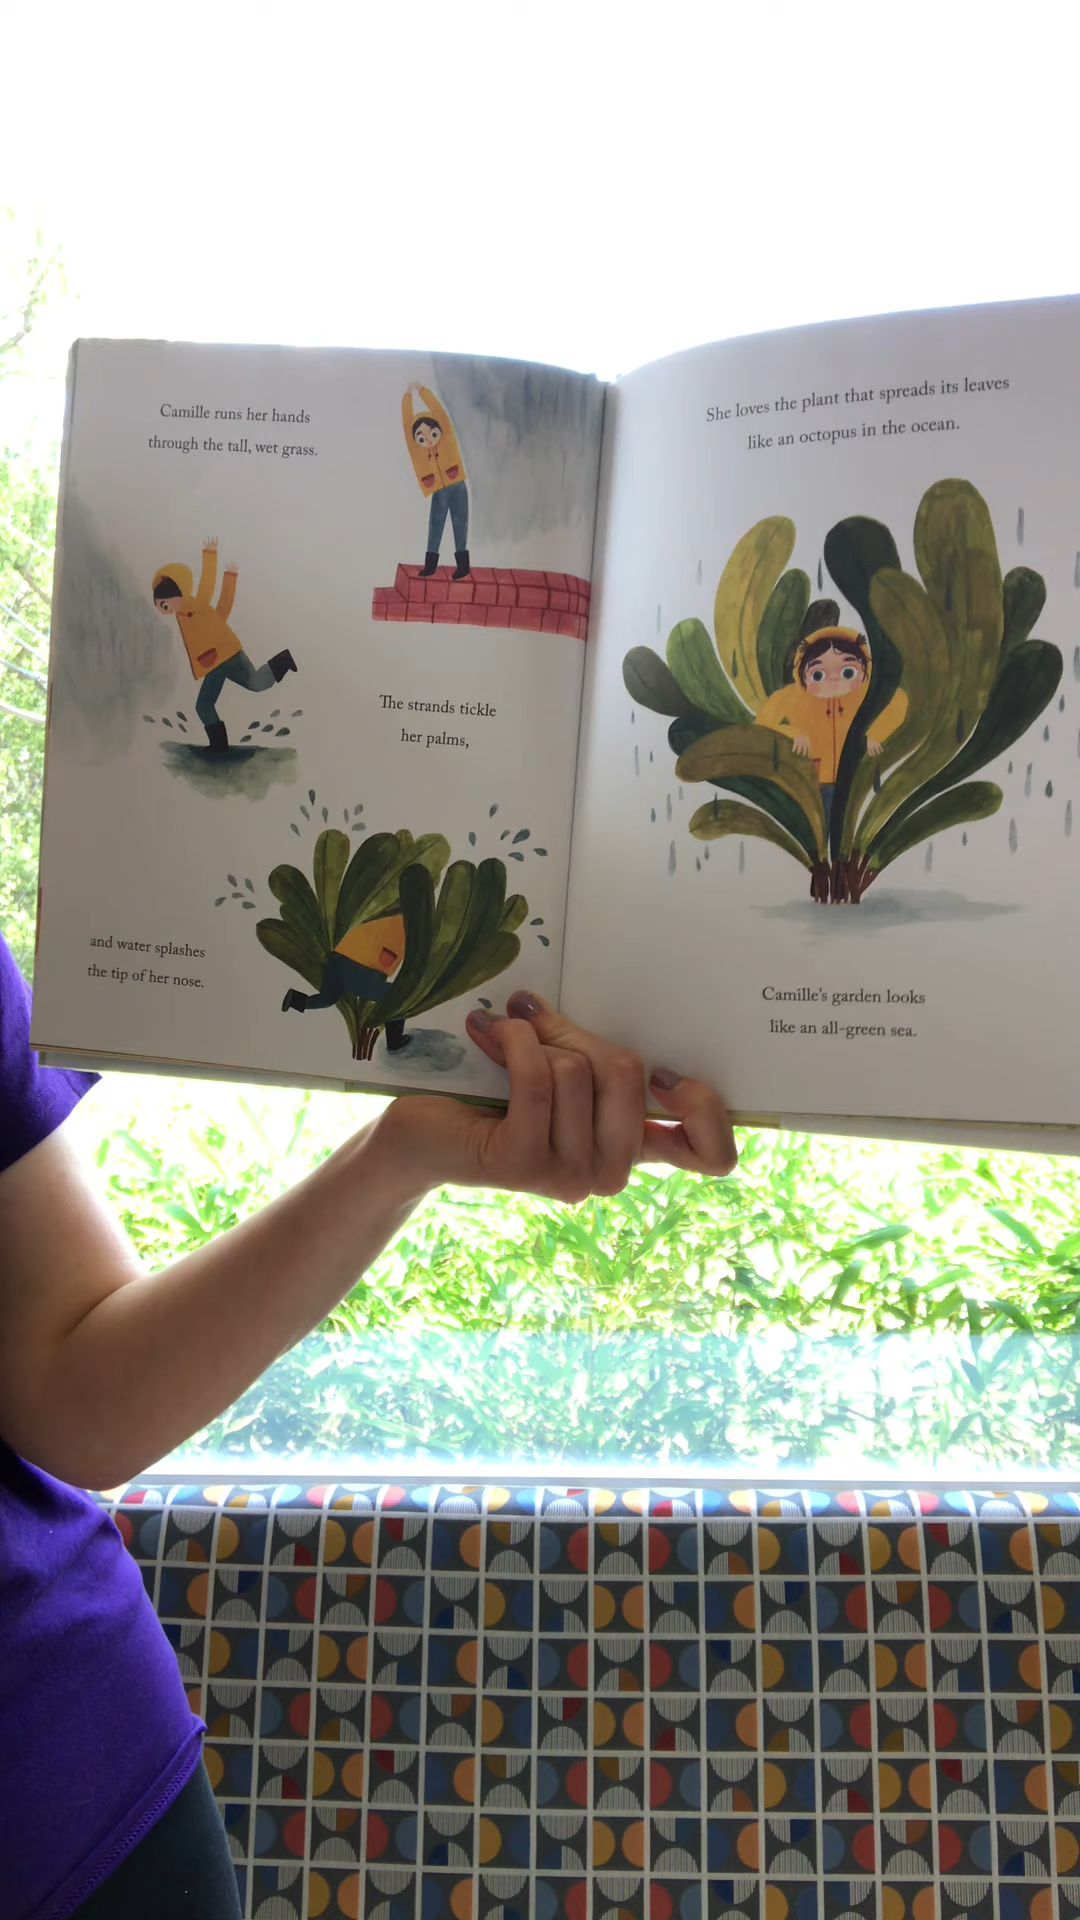 Camille runs her hands
through the tall, wet grass.
The strands tickle
her palms,
and water splashes
the tip of her nose.
She loves the plant that spreads its leaves
like an octopus in the ocean.
Camille's garden looks
like an all-green sea.